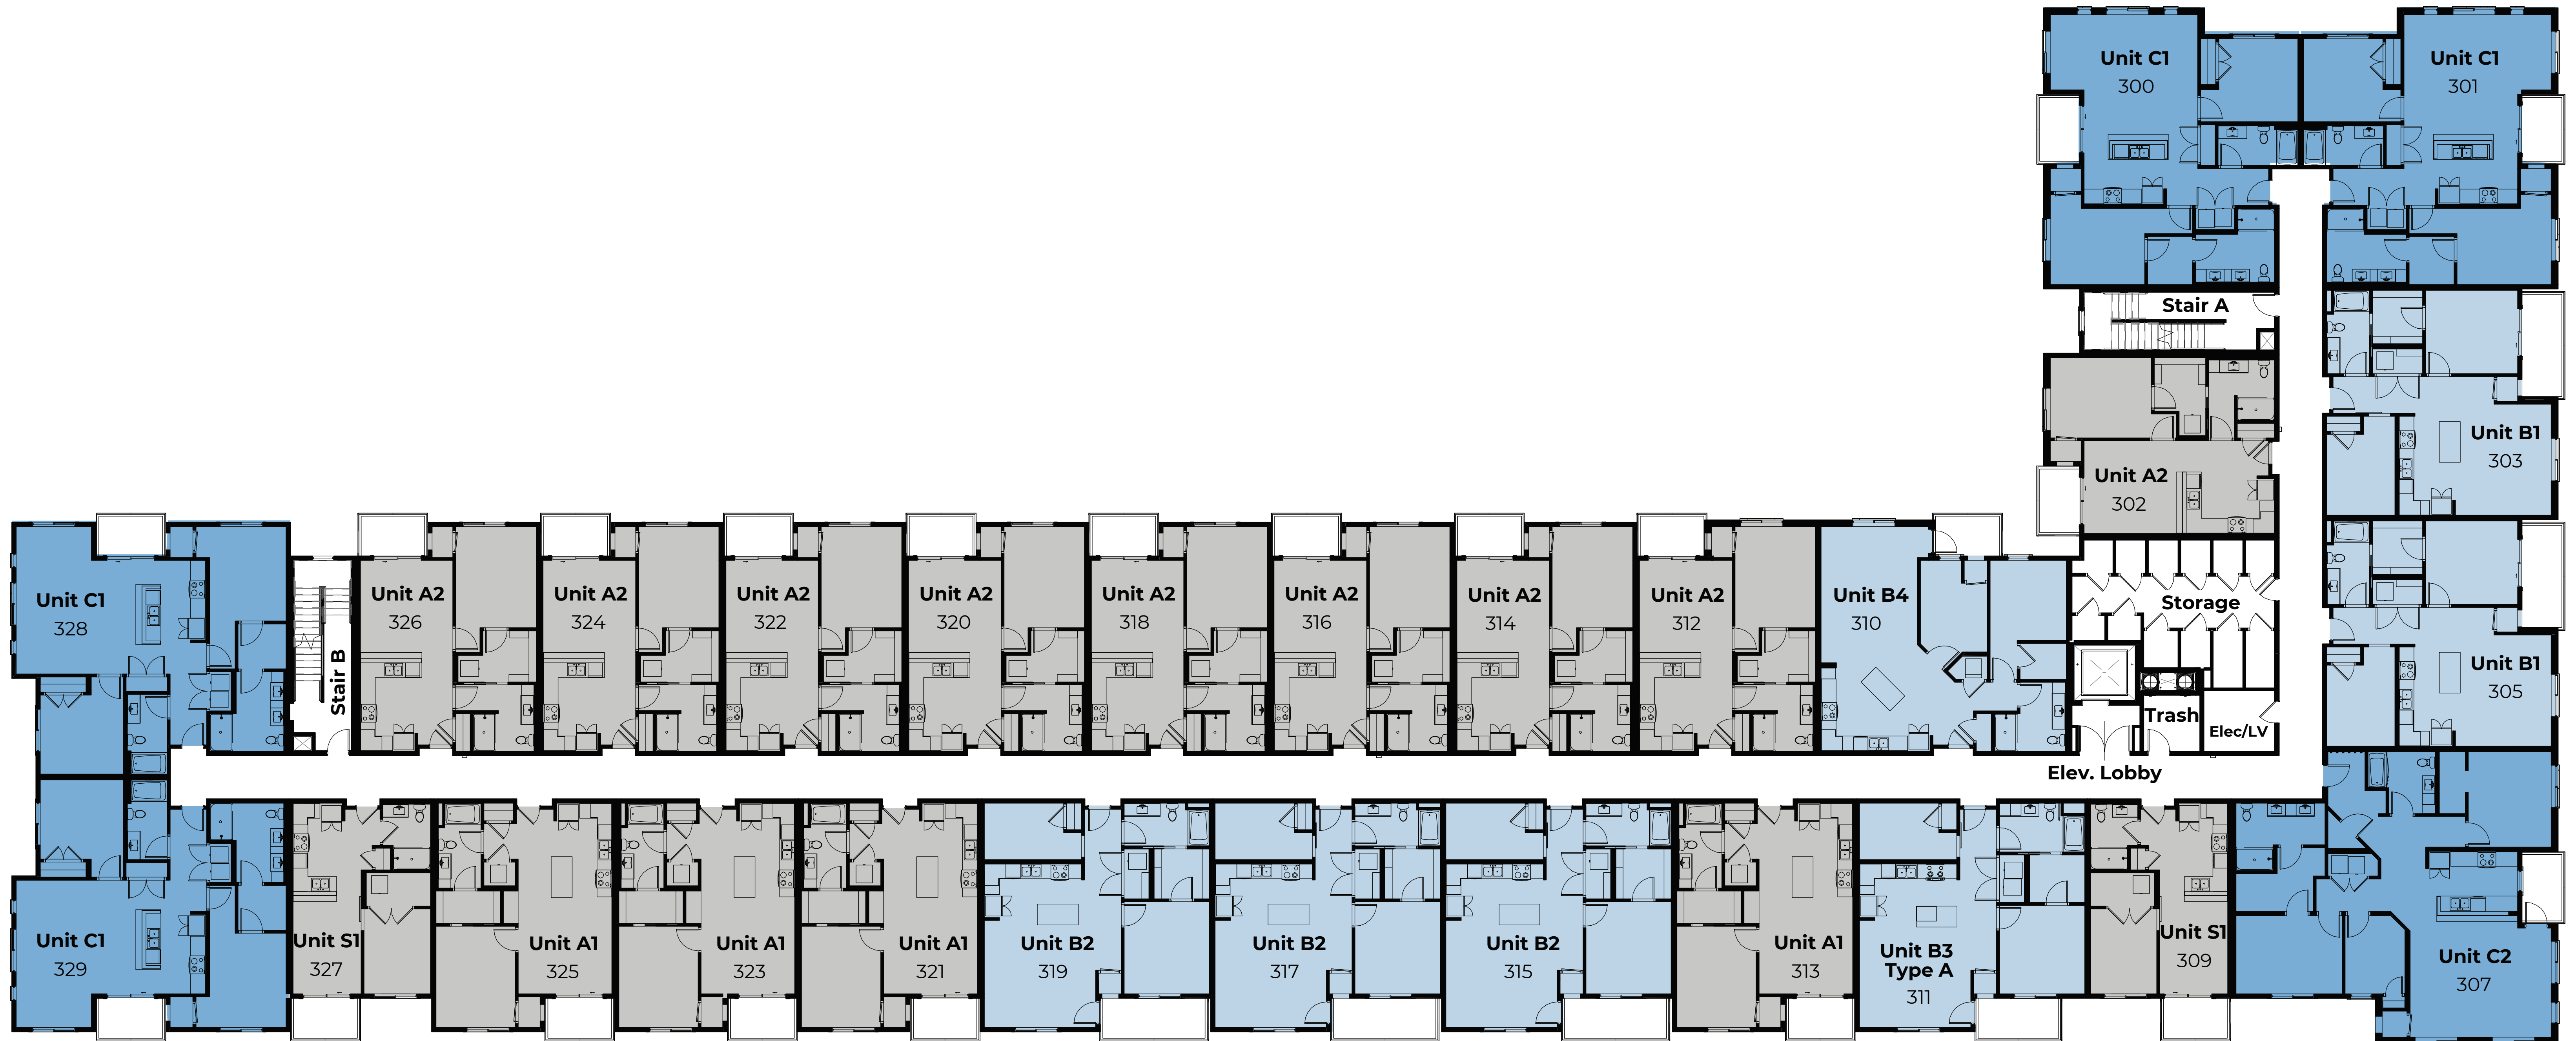 Unit C1
300
Unit C1
301
Stair A
Unit B1
303
Unit A2
302
Unit C1
328
Stair B
Unit A2
326
Unit A2
324
Unit A2
322
Unit A2
320
Unit A2
318
Unit A2
316
Unit A2
314
Unit A2
312
Unit B4
310
Storage
Unit B1
305
Trash
Elec/LV
Elev. Lobby
Unit C1
329
Unit S1
327
Unit A1
325
Unit A1
323
Unit A1
321
Unit B2
319
Unit B2
317
Unit B2
315
Unit A1
313
Unit B3
Type A
311
Unit S1
309
Unit C2
307